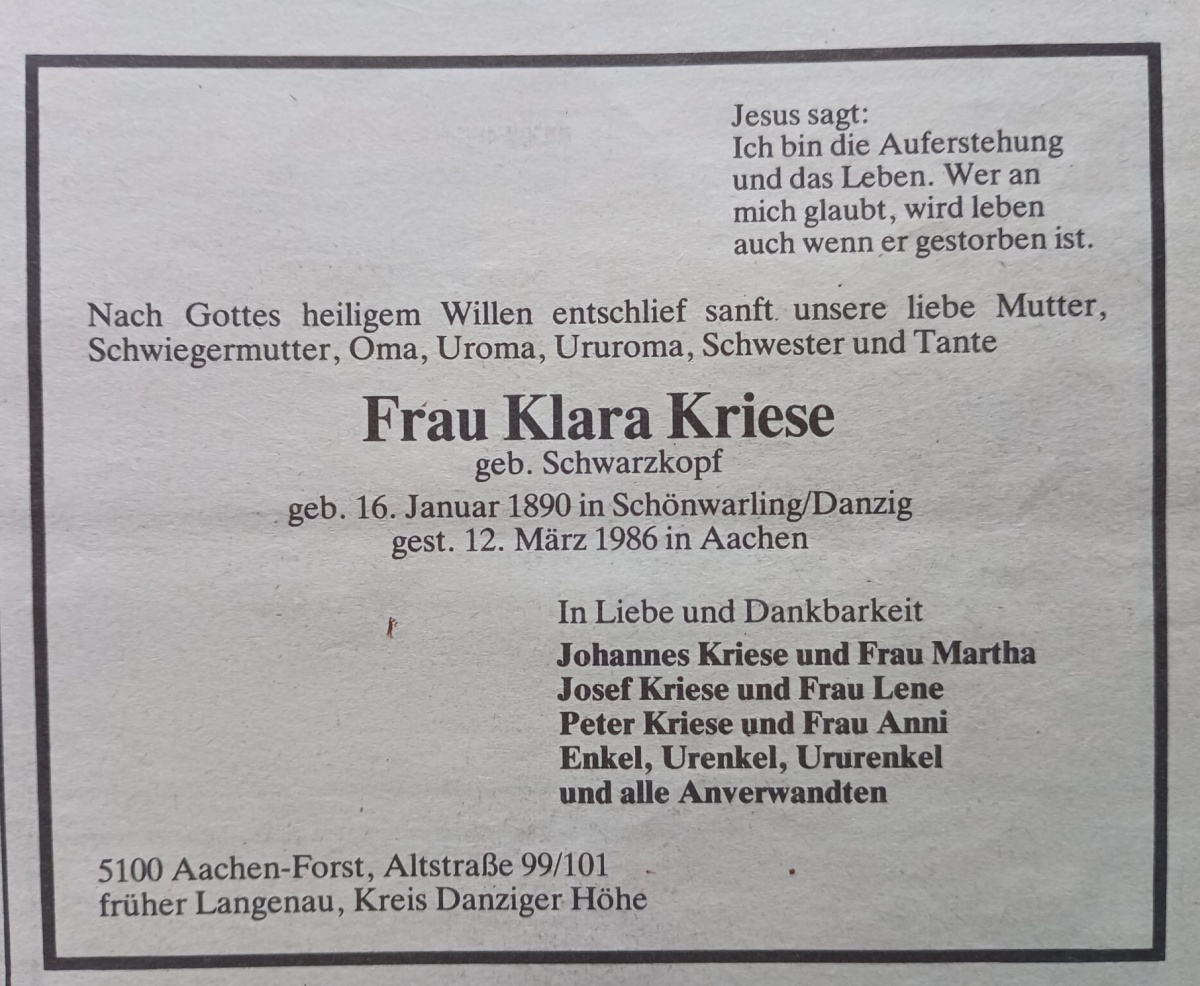 Jesus sagt:
Ich bin die Auferstehung
und das Leben. Wer an
mich glaubt, wird leben
auch wenn er gestorben ist.
Nach Gottes heiligem Willen entschlief sanft unsere liebe Mutter,
Schwiegermutter, Oma, Uroma, Ururoma, Schwester und Tante
Frau Klara Kriese
geb. Schwarzkopf
geb. 16. Januar 1890 in Schönwarling/Danzig
gest. 12. März 1986 in Aachen
In Liebe und Dankbarkeit
Johannes Kriese und Frau Martha
Josef Kriese und Frau Lene
Peter Kriese und Frau Anni
Enkel, Urenkel, Ururenkel
und alle Anverwandten
5100 Aachen-Forst, Altstraße 99/101
früher Langenau, Kreis Danziger Höhe